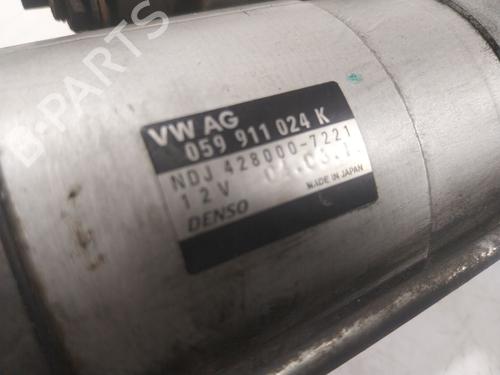 VW AG
059 911 024 K
NDJ 428000-7221
12V
MADE IN JAPAN
DENSO
B-PARTS